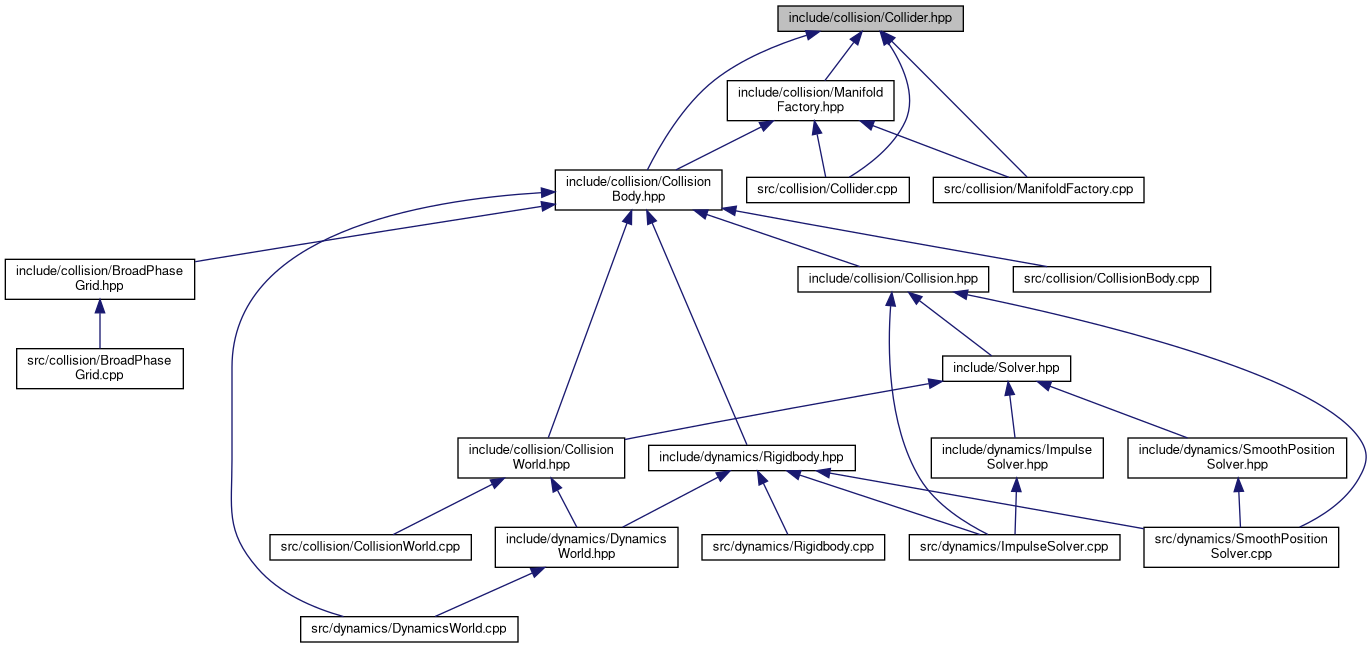 include/collision/Collider.hpp
include/collision/Manifold
Factory.hpp
include/collision/Collision
Body.hpp
src/collision/Collider.cpp
src/collision/ManifoldFactory.cpp
include/collision/BroadPhase
Grid.hpp
include/collision/Collision.hpp
src/collision/CollisionBody.cpp
src/collision/BroadPhase
Grid.cpp
include/Solver.hpp
include/collision/Collision
World.hpp
include/dynamics/Rigidbody.hpp
include/dynamics/Impulse
Solver.hpp
include/dynamics/SmoothPosition
Solver.hpp
src/collision/CollisionWorld.cpp
include/dynamics/Dynamics
World.hpp
src/dynamics/Rigidbody.cpp
src/dynamics/ImpulseSolver.cpp
src/dynamics/SmoothPosition
Solver.cpp
src/dynamics/DynamicsWorld.cpp